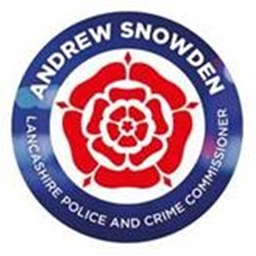 ANDREW SNOWDEN
LANCASHIRE POLICE AND CRIME COMMISSIONER